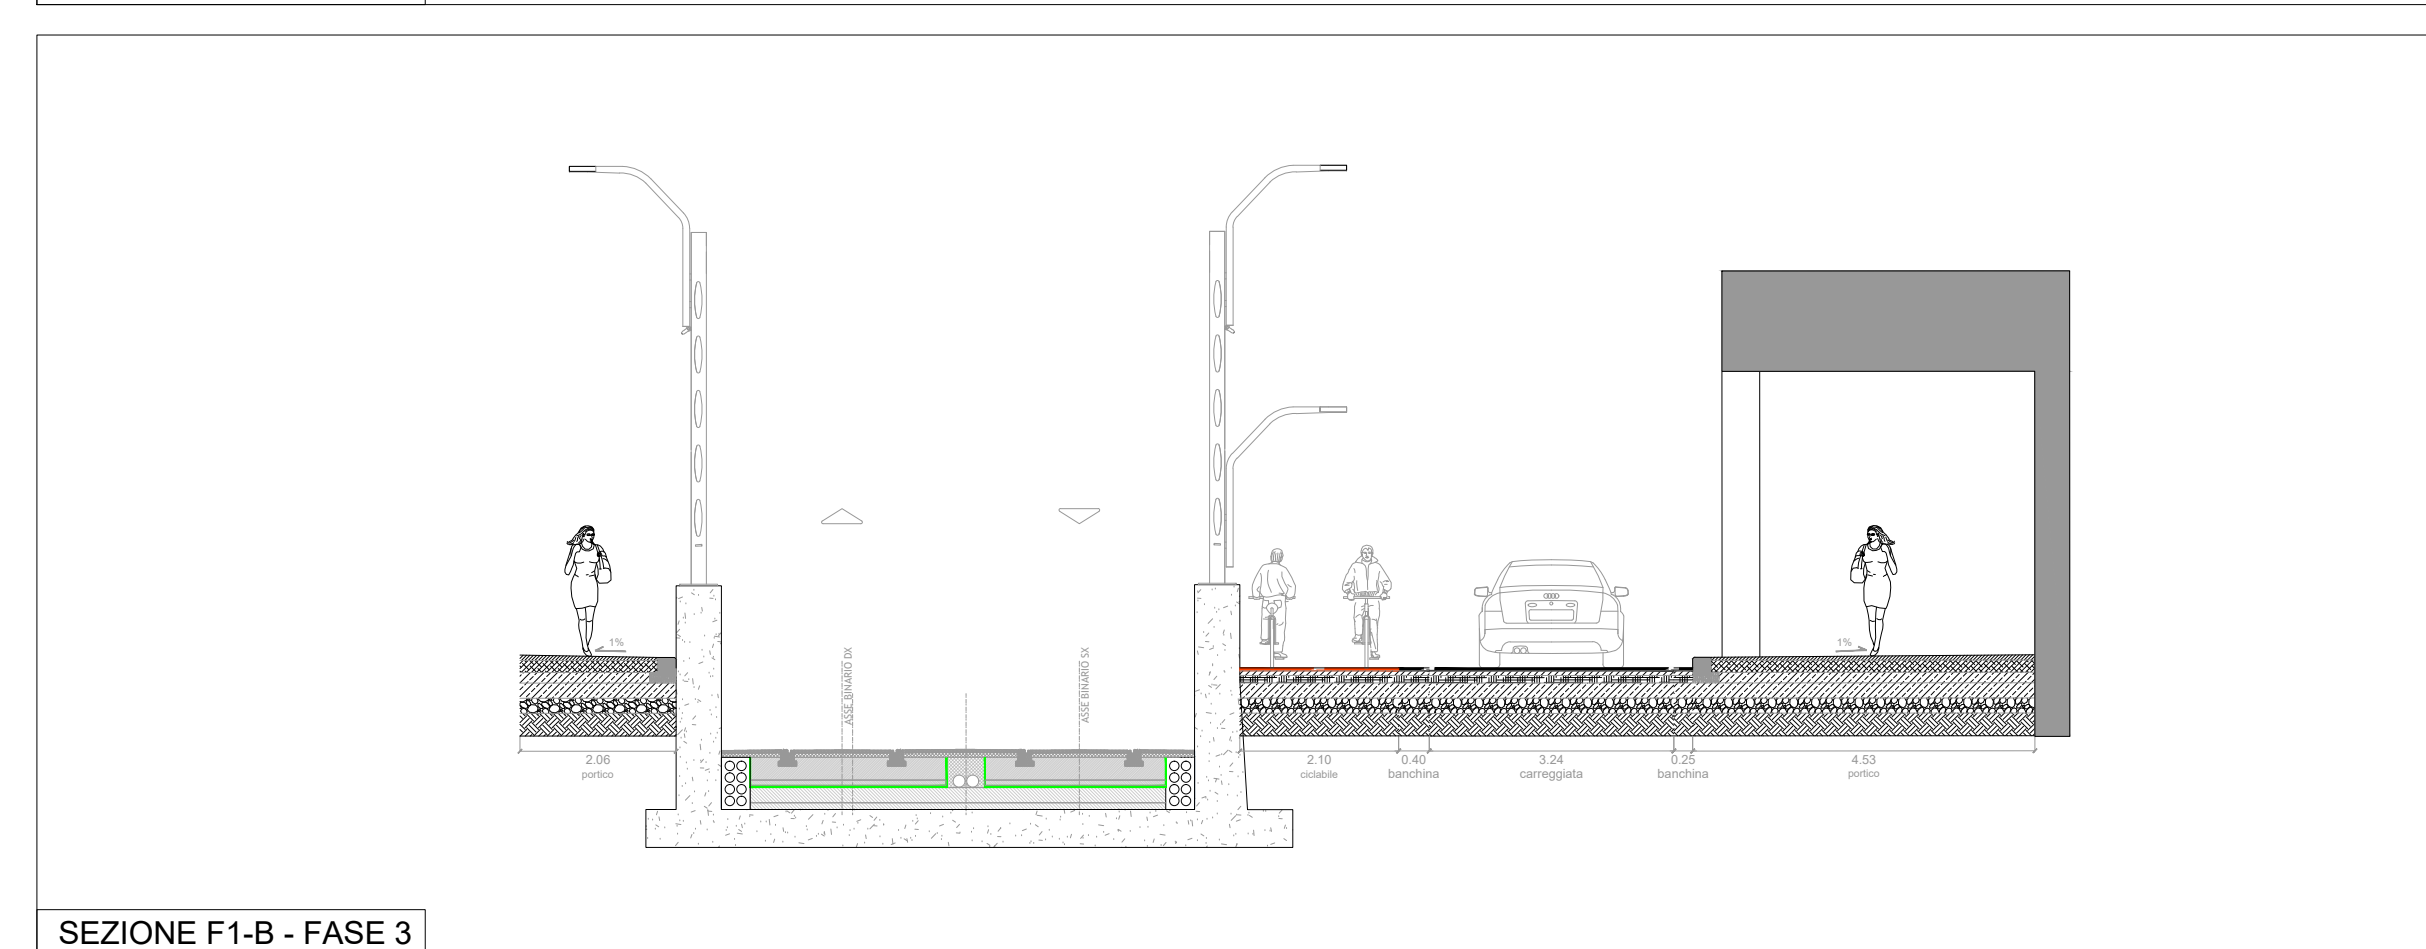 1%
ASSE BINARIO DX
ASSE BINARIO SX
1%
2.06
portico
2.10
ciclabile
0.40
banchina
3.24
carreggiata
0.25
banchina
4.53
portico
SEZIONE F1-B - FASE 3